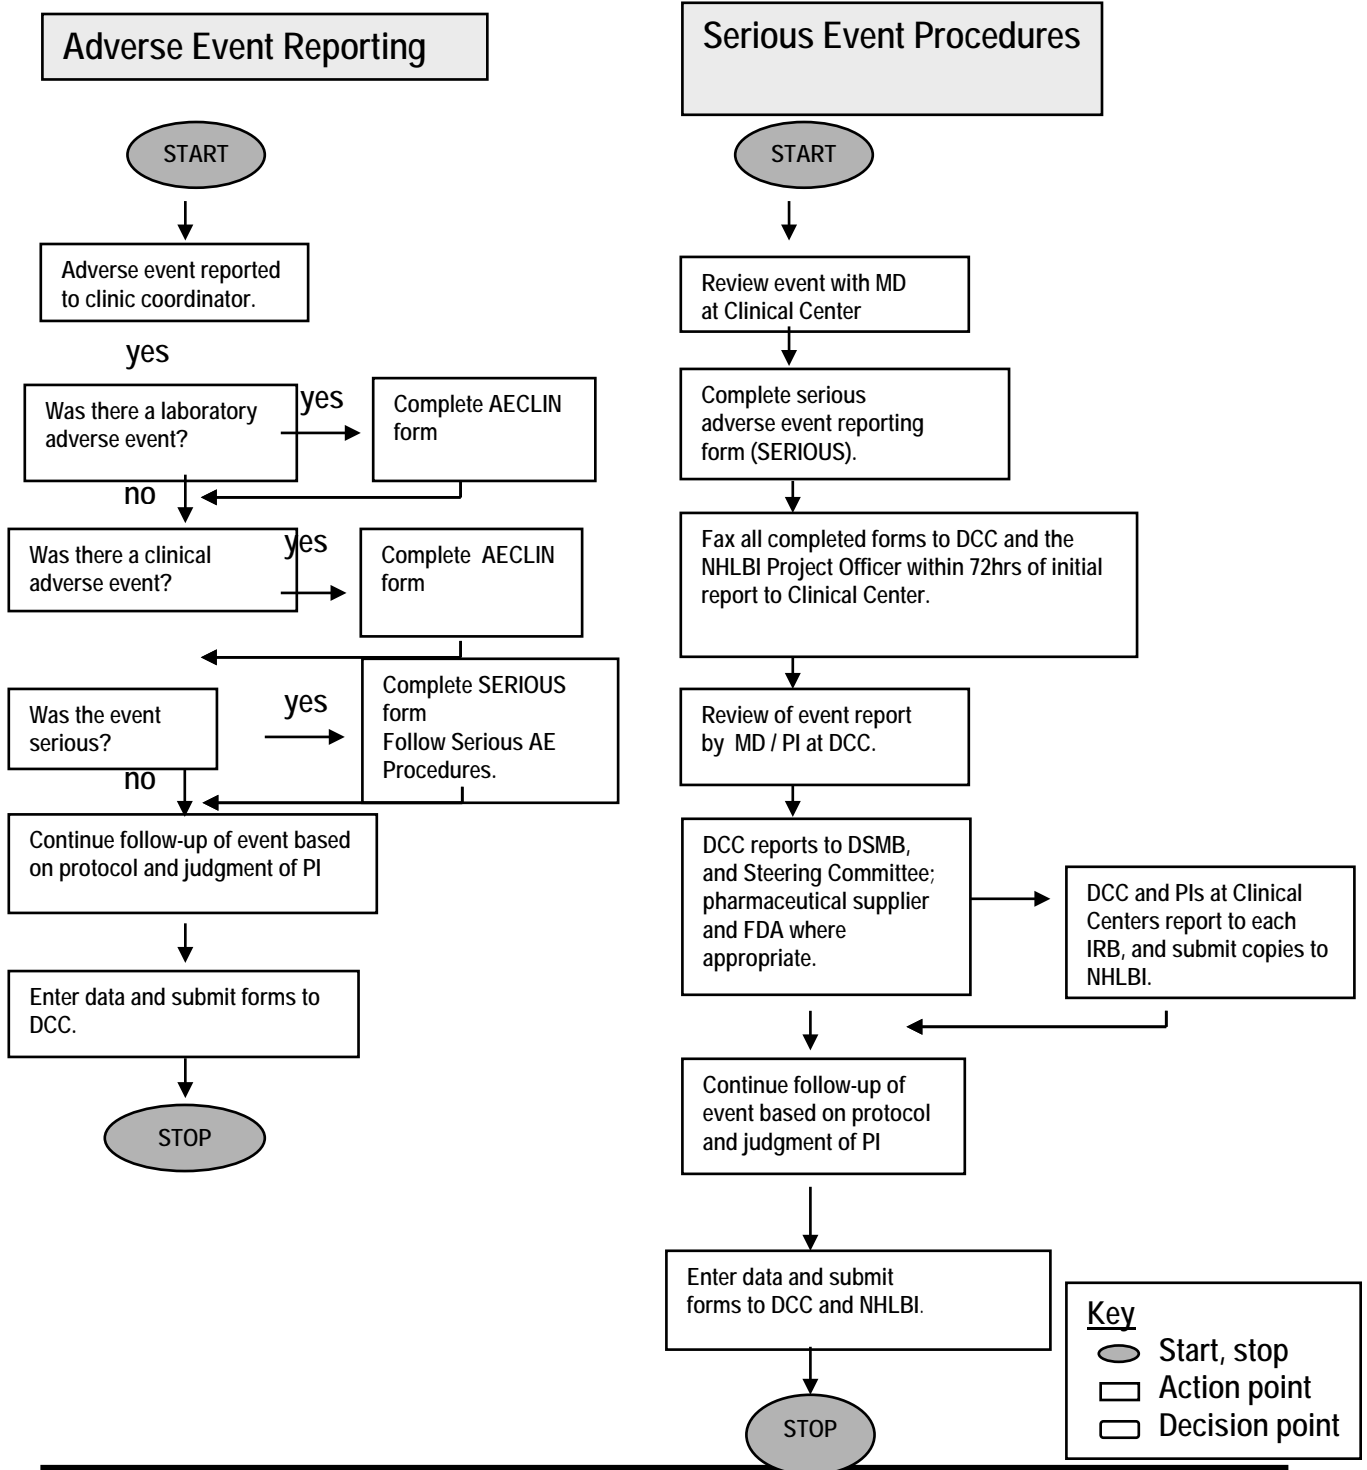 Adverse Event Reporting
START
Adverse event reported
to clinic coordinator.
yes
Was there a laboratory
adverse event?
yes
Complete AECLIN
form
no
Was there a clinical
adverse event?
yes
Complete AECLIN
form
Was the event
serious?
yes
Complete SERIOUS
form
Follow Serious AE
Procedures.
no
Continue follow-up of event based
on protocol and judgment of PI
Enter data and submit forms to
DCC.
STOP
Serious Event Procedures
START
Review event with MD
at Clinical Center
Complete serious
adverse event reporting
form (SERIOUS).
Fax all completed forms to DCC and the
NHLBI Project Officer within 72hrs of initial
report to Clinical Center.
Review of event report
by MD / PI at DCC.
DCC reports to DSMB,
and Steering Committee;
pharmaceutical supplier
and FDA where
appropriate.
DCC and PIs at Clinical
Centers report to each
IRB, and submit copies to
NHLBI.
Continue follow-up of
event based on protocol
and judgment of PI
Enter data and submit
forms to DCC and NHLBI.
STOP
Key
Start, stop
Action point
Decision point